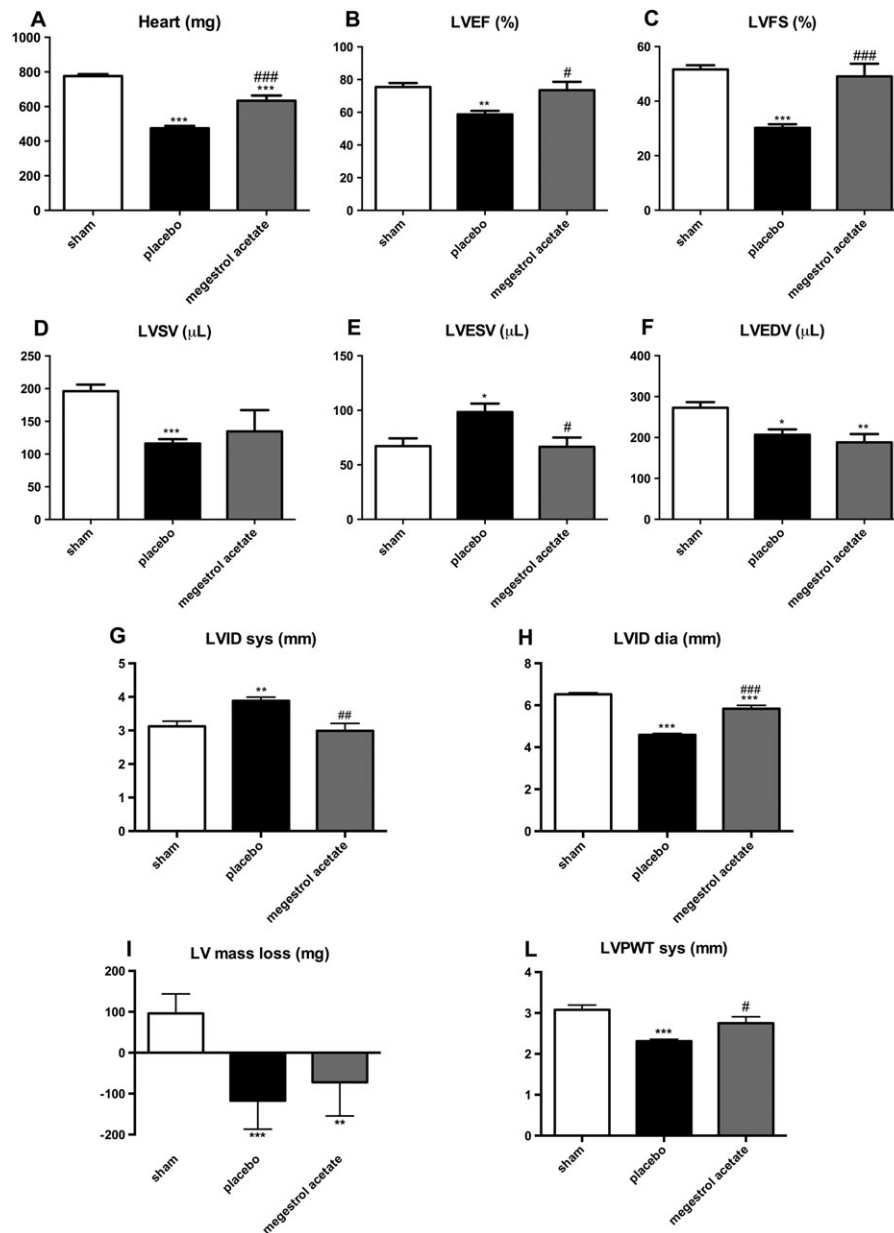 A
Heart (mg)
1000
800
600
400
200
0
***
###
***
sham
placebo
megestrol acetate
B
LVEF (%)
100
80
60
40
20
0
**
#
sham
placebo
megestrol acetate
C
LVFS (%)
60
40
20
0
***
###
sham
placebo
megestrol acetate
D
LVSV (μL)
250
200
150
100
50
0
***
sham
placebo
megestrol acetate
E
LVESV (μL)
150
100
50
0
*
#
sham
placebo
megestrol acetate
F
LVEDV (μL)
400
300
200
100
0
*
**
sham
placebo
megestrol acetate
G
LVID sys (mm)
5
4
3
2
1
0
**
##
sham
placebo
megestrol acetate
H
LVID dia (mm)
8
6
4
2
0
***
###
***
sham
placebo
megestrol acetate
I
LV mass loss (mg)
200
100
0
-100
-200
***
**
sham
placebo
megestrol acetate
L
LVPWT sys (mm)
4
3
2
1
0
***
#
sham
placebo
megestrol acetate